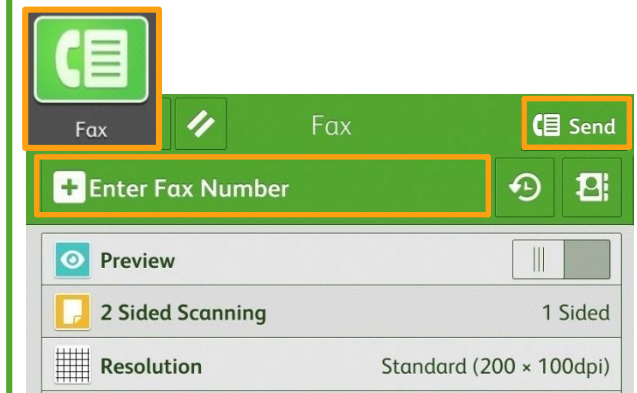 Fax
Fax
Send
Enter Fax Number
Preview
2 Sided Scanning 1 Sided
Resolution Standard (200 × 100dpi)